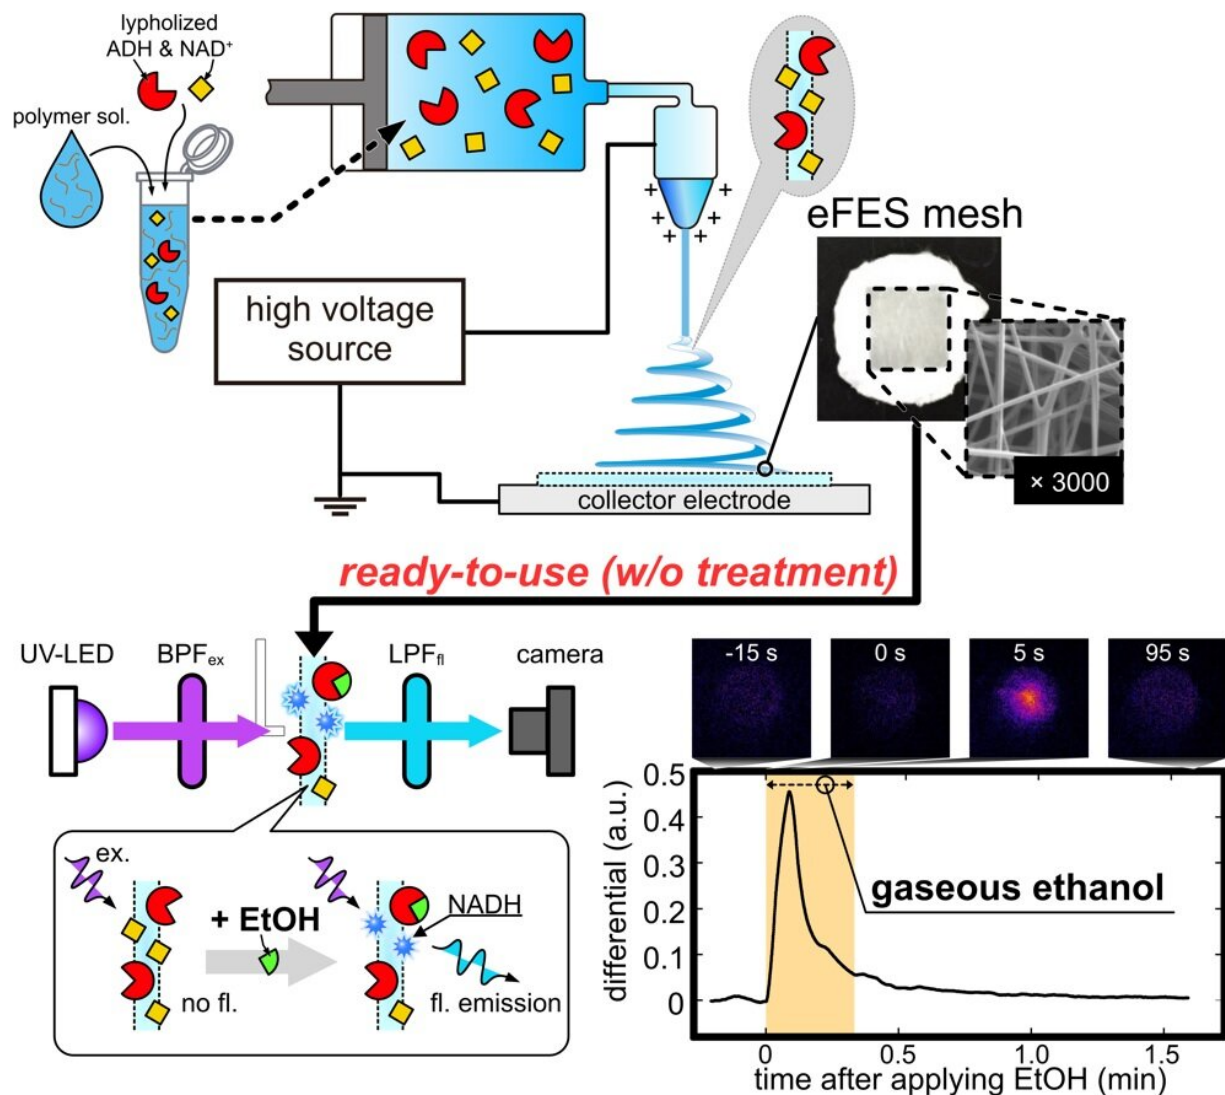 lypholized
ADH & NAD⁺
polymer sol.
+ + + + + +
eFES mesh
high voltage
source
× 3000
collector electrode
ready-to-use (w/o treatment)
UV-LED
BPFex
LPFfl
camera
-15 s
0 s
5 s
95 s
ex.
+ EtOH
NADH
no fl.
fl. emission
differential (a.u.)
0.5
0.4
0.3
0.2
0.1
0
gaseous ethanol
0
0.5
1.0
1.5
time after applying EtOH (min)